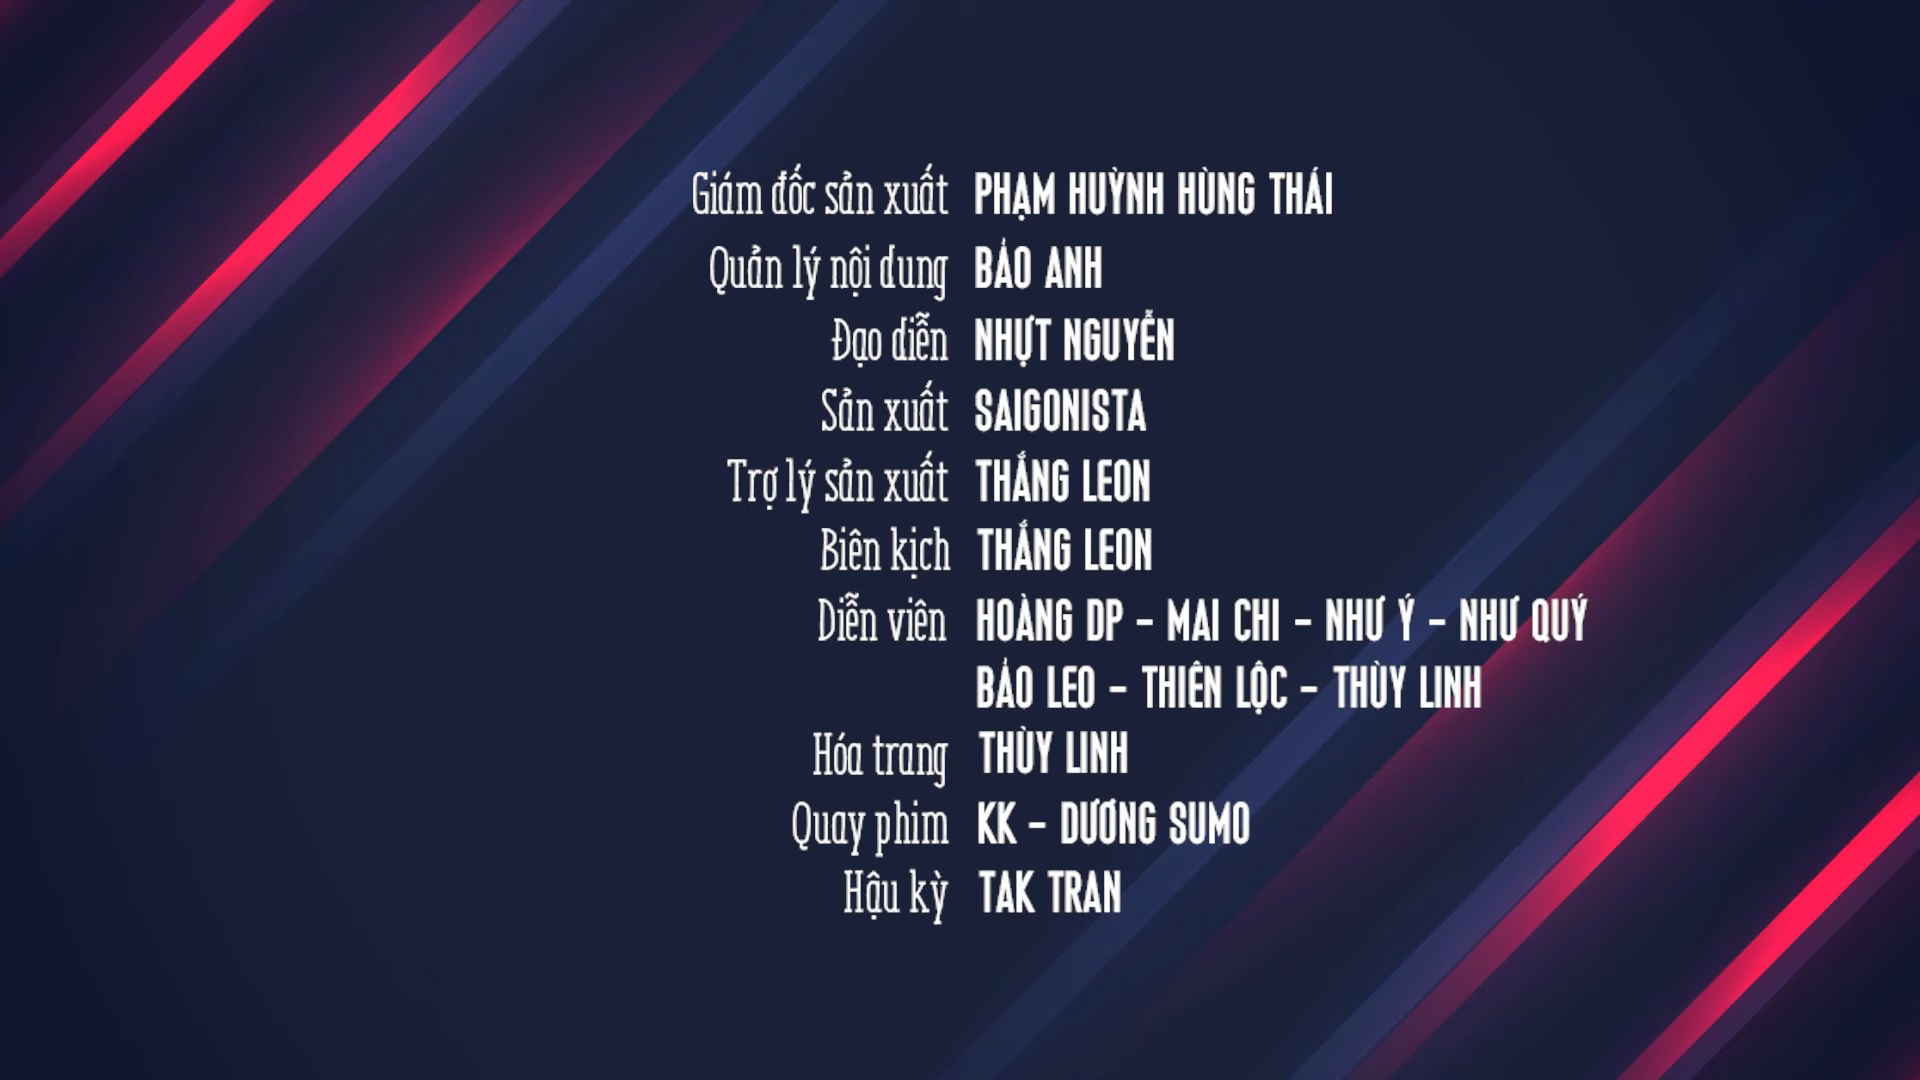 Giám đốc sản xuất PHẠM HUỲNH HÙNG THÁI
Quản lý nội dung BẢO ANH
Đạo diễn NHỰT NGUYỄN
Sản xuất SAIGONISTA
Trợ lý sản xuất THẮNG LEON
Biên kịch THẮNG LEON
Diễn viên HOÀNG DP - MAI CHI - NHƯ Ý - NHƯ QUÝ
BẢO LEO - THIÊN LỘC - THÙY LINH
Hóa trang THÙY LINH
Quay phim KK - DƯƠNG SUMO
Hậu kỳ TAK TRAN